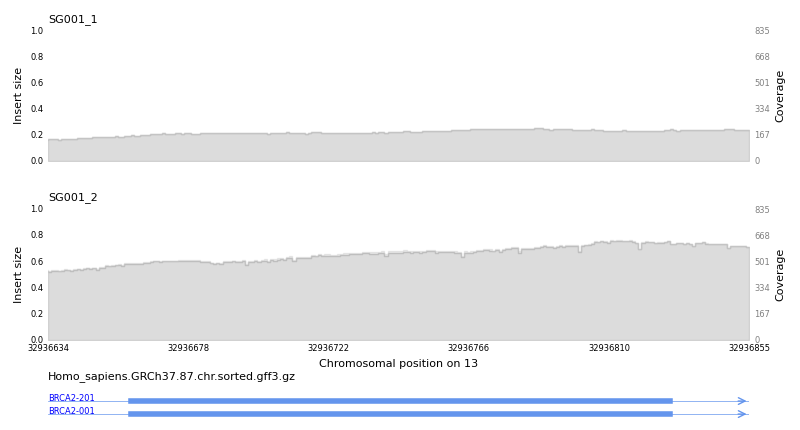 SG001_1
1.0
0.8
0.6
0.4
0.2
0.0
Insert size
835
668
501
334
167
0
Coverage
SG001_2
1.0
0.8
0.6
0.4
0.2
0.0
Insert size
835
668
501
334
167
0
Coverage
32936634 32936678 32936722 32936766 32936810 32936855
Chromosomal position on 13
Homo_sapiens.GRCh37.87.chr.sorted.gff3.gz
BRCA2-201
BRCA2-001